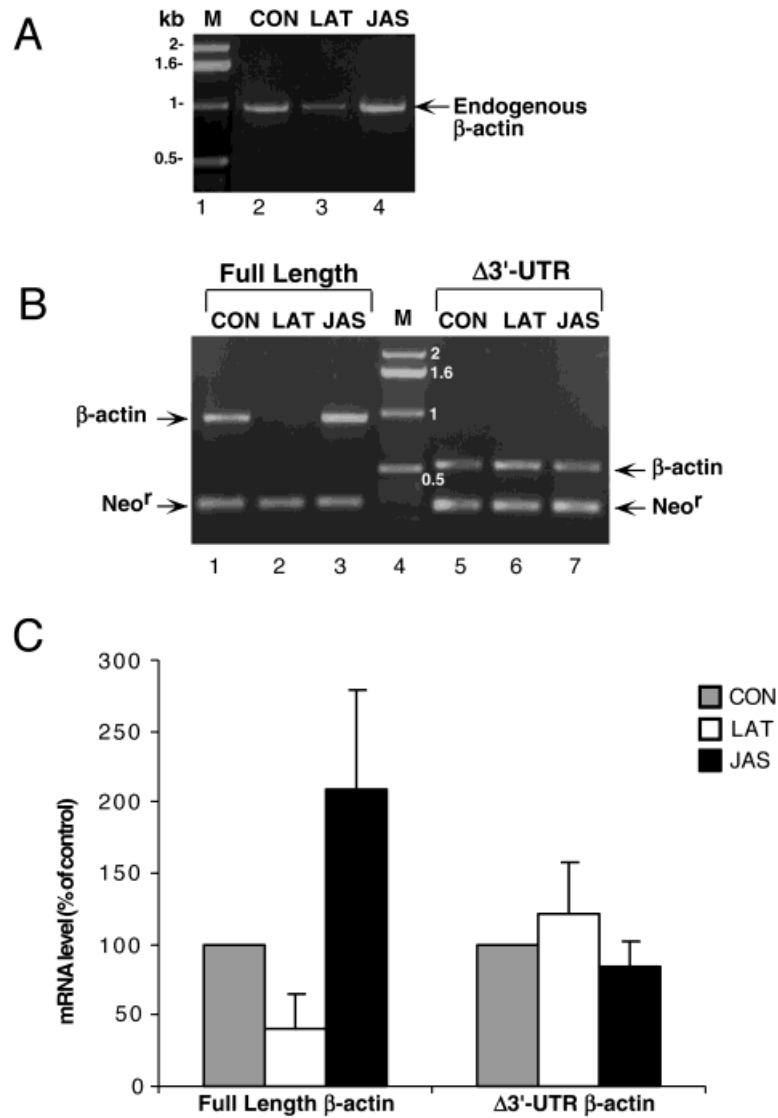 A
kb M CON LAT JAS
2-
1.6-
1-
0.5-
Endogenous
β-actin
1 2 3 4
B
Full Length Δ3'-UTR
CON LAT JAS M CON LAT JAS
2
1.6
β-actin
1
0.5
β-actin
Neoʳ
Neoʳ
1 2 3 4 5 6 7
C
mRNA level (% of control)
300
250
200
150
100
50
0
CON
LAT
JAS
Full Length β-actin Δ3'-UTR β-actin